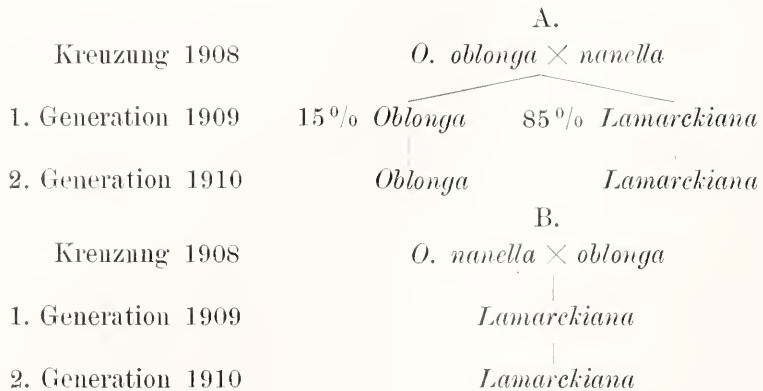 A.
Kreuzung 1908 O. oblonga × nanella
1. Generation 1909 15 % Oblonga 85 % Lamarckiana
2. Generation 1910 Oblonga Lamarckiana
B.
Kreuzung 1908 O. nanella × oblonga
1. Generation 1909 Lamarckiana
2. Generation 1910 Lamarckiana